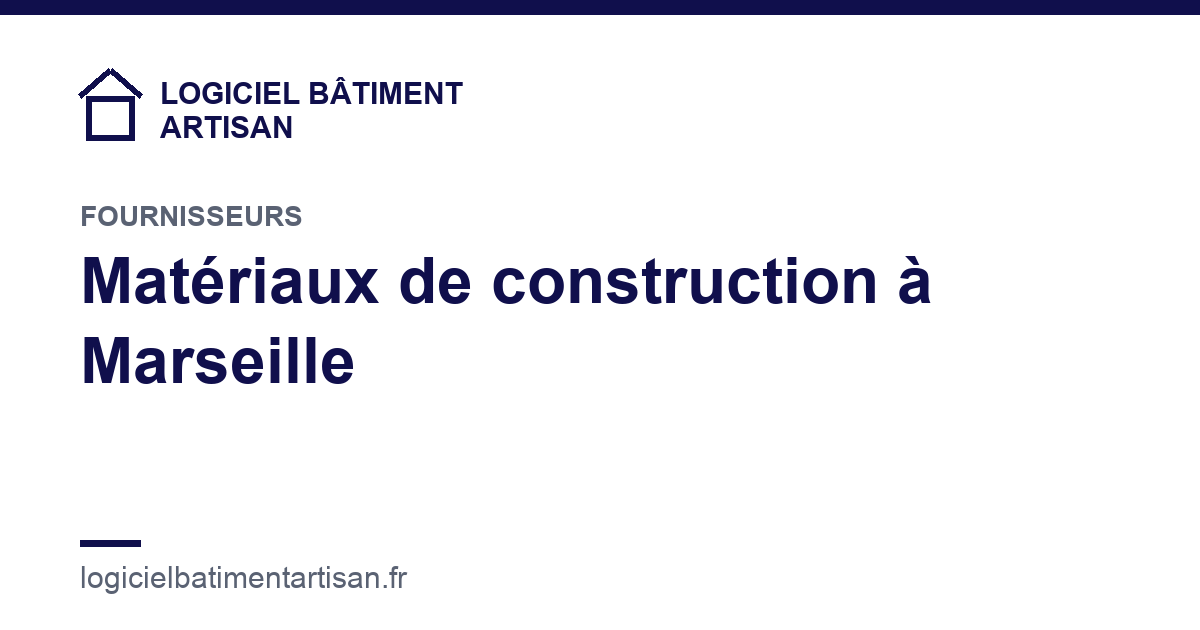 LOGICIEL BÂTIMENT
ARTISAN
FOURNISSEURS
Matériaux de construction à
Marseille
logicielbatimentartisan.fr